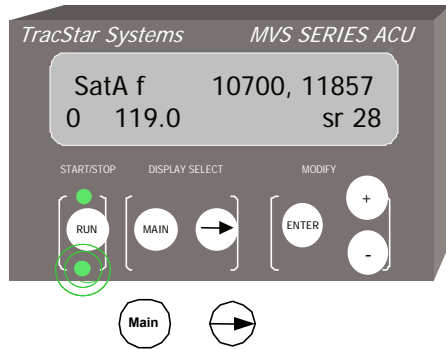 TracStar Systems MVS SERIES ACU
SatA f 10700, 11857
0 119.0 sr 28
START/STOP DISPLAY SELECT MODIFY
RUN MAIN ENTER +
-
Main